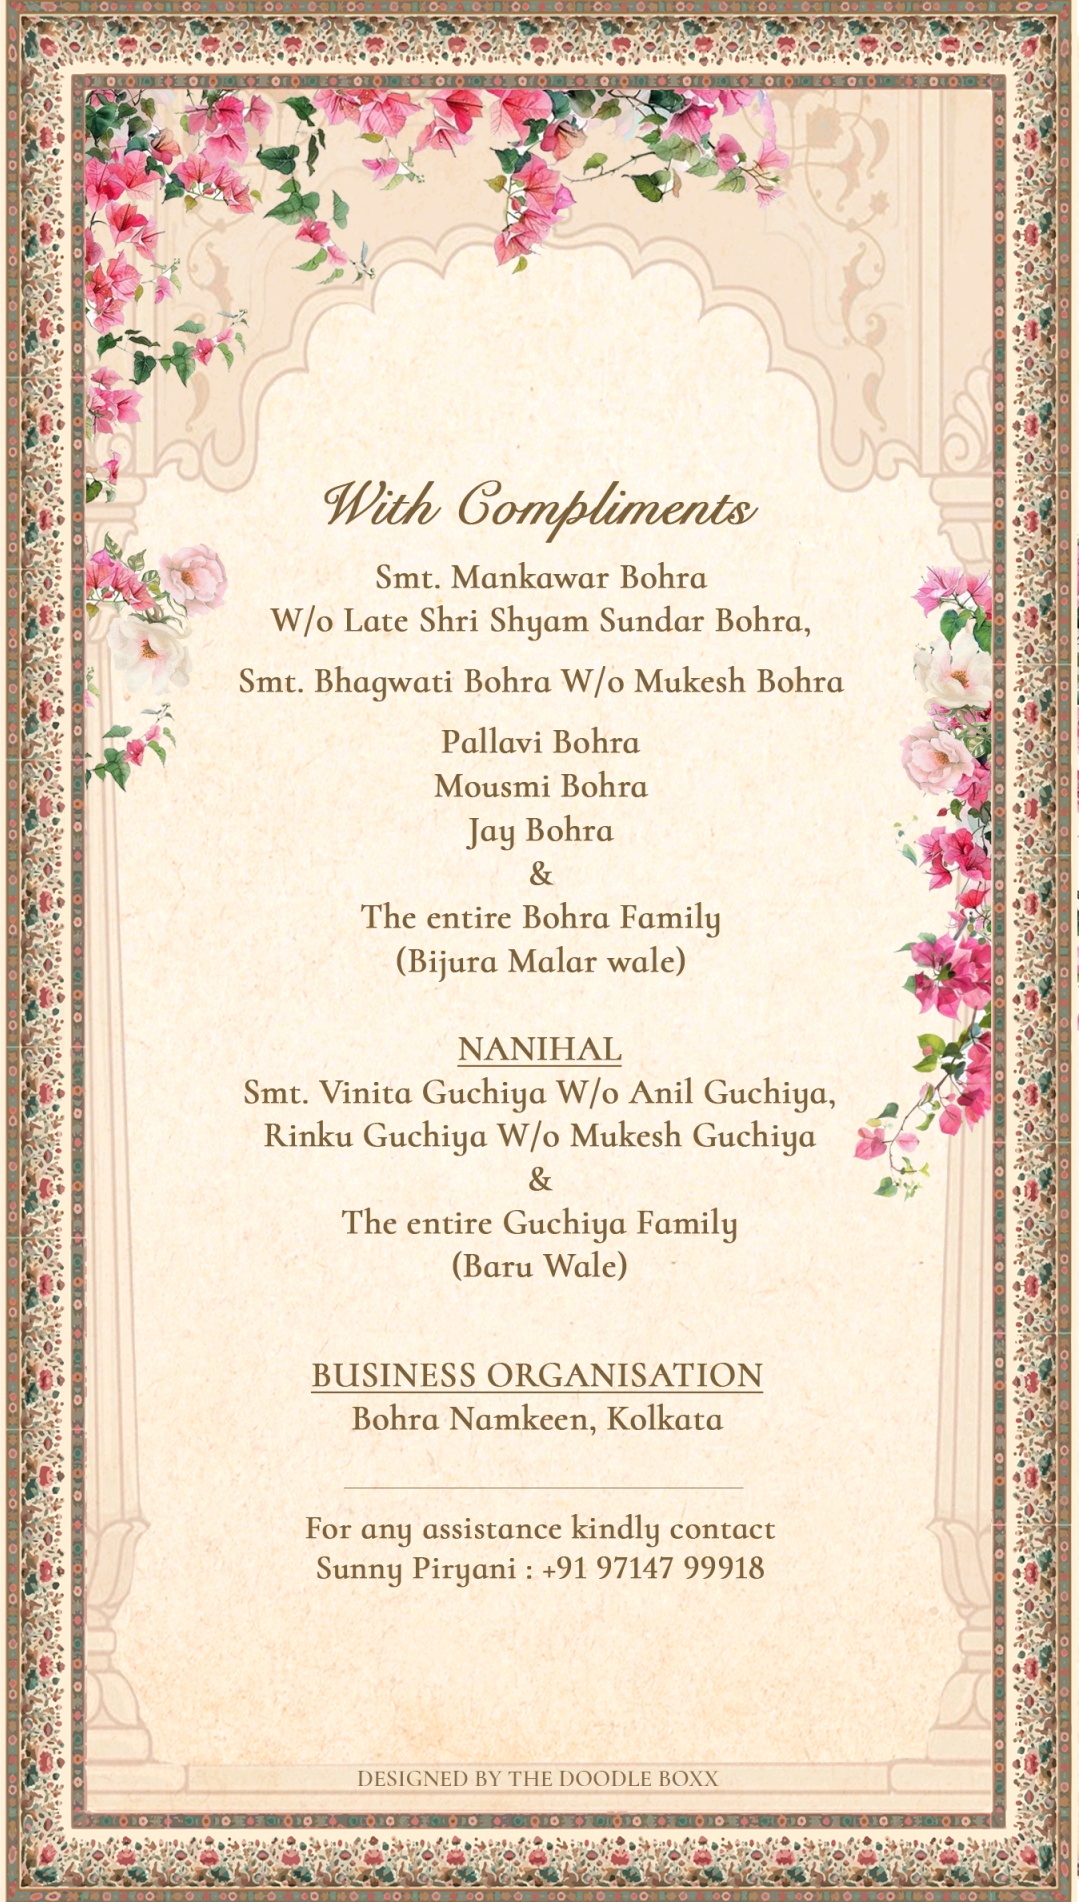 With Compliments
Smt. Mankawar Bohra
W/o Late Shri Shyam Sundar Bohra,
Smt. Bhagwati Bohra W/o Mukesh Bohra
Pallavi Bohra
Mousmi Bohra
Jay Bohra
&
The entire Bohra Family
(Bijura Malar wale)
NANIHAL
Smt. Vinita Guchiya W/o Anil Guchiya,
Rinku Guchiya W/o Mukesh Guchiya
&
The entire Guchiya Family
(Baru Wale)
BUSINESS ORGANISATION
Bohra Namkeen, Kolkata
For any assistance kindly contact
Sunny Piryani : +91 97147 99918
DESIGNED BY THE DOODLE BOXX